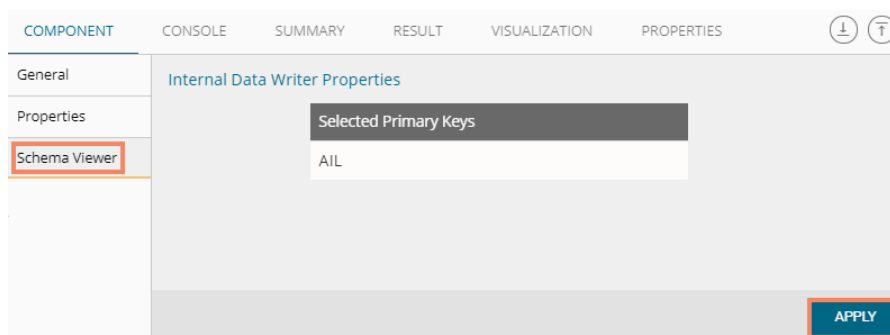 COMPONENT CONSOLE SUMMARY RESULT VISUALIZATION PROPERTIES
General
Internal Data Writer Properties
Properties
Selected Primary Keys
Schema Viewer
AIL
APPLY